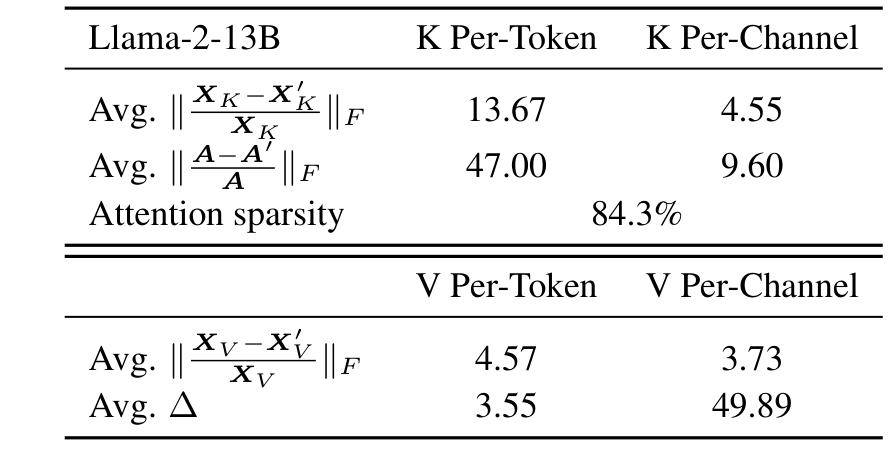 Llama-2-13B K Per-Token K Per-Channel
Avg. ‖(X_K − X′_K)/X_K‖_F 13.67 4.55
Avg. ‖(A − A′)/A‖_F 47.00 9.60
Attention sparsity 84.3%
V Per-Token V Per-Channel
Avg. ‖(X_V − X′_V)/X_V‖_F 4.57 3.73
Avg. Δ 3.55 49.89